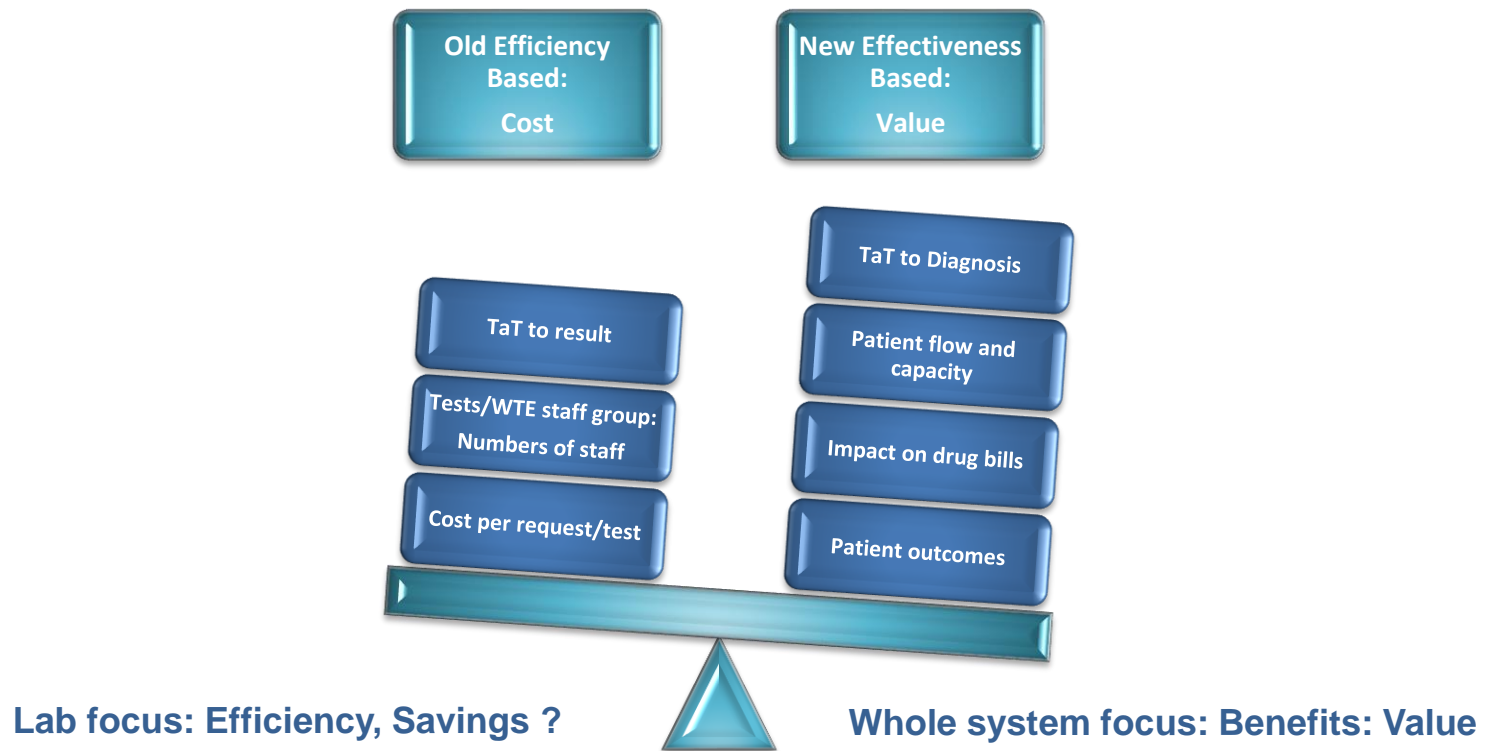 Old Efficiency
Based:
Cost
New Effectiveness
Based:
Value
TaT to result
Tests/WTE staff group:
Numbers of staff
Cost per request/test
TaT to Diagnosis
Patient flow and
capacity
Impact on drug bills
Patient outcomes
Lab focus: Efficiency, Savings ?
Whole system focus: Benefits: Value